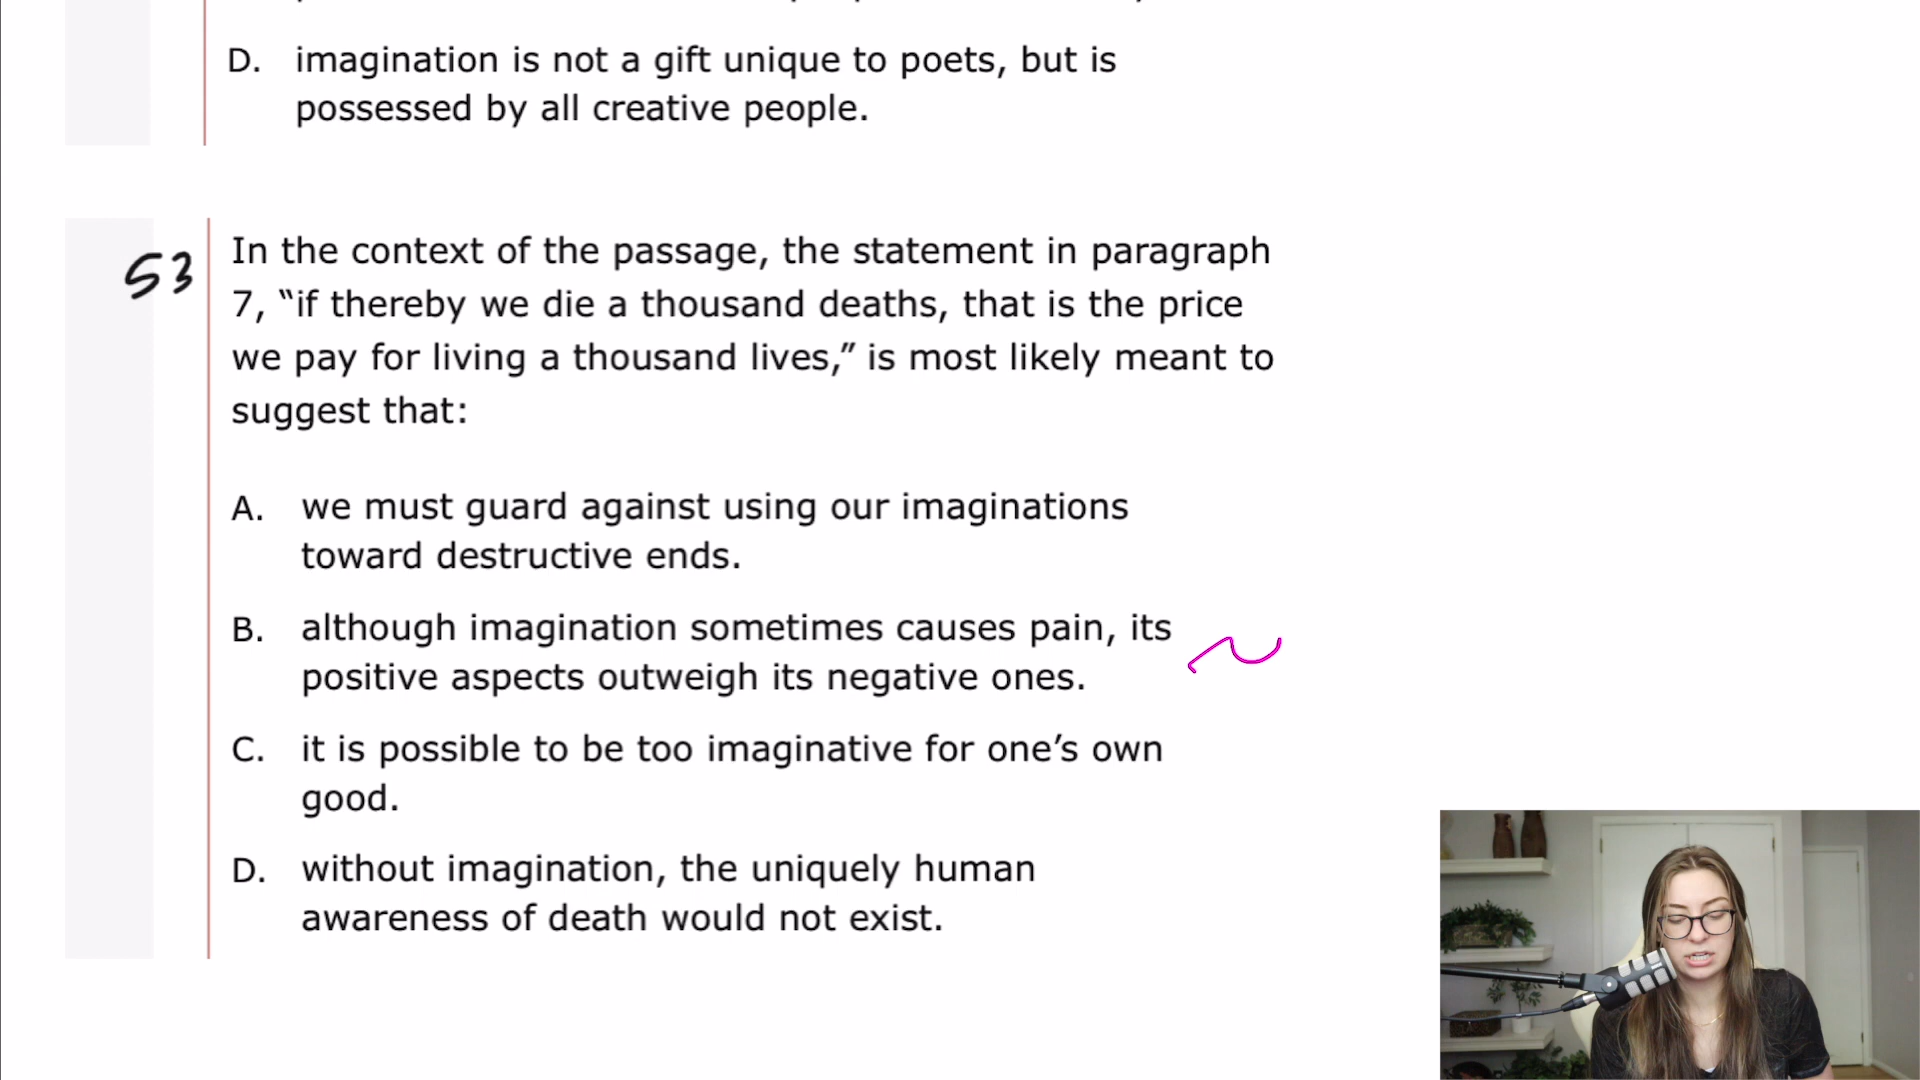 D. imagination is not a gift unique to poets, but is
possessed by all creative people.
53
In the context of the passage, the statement in paragraph
7, “if thereby we die a thousand deaths, that is the price
we pay for living a thousand lives,” is most likely meant to
suggest that:
A. we must guard against using our imaginations
toward destructive ends.
B. although imagination sometimes causes pain, its
positive aspects outweigh its negative ones.
C. it is possible to be too imaginative for one’s own
good.
D. without imagination, the uniquely human
awareness of death would not exist.